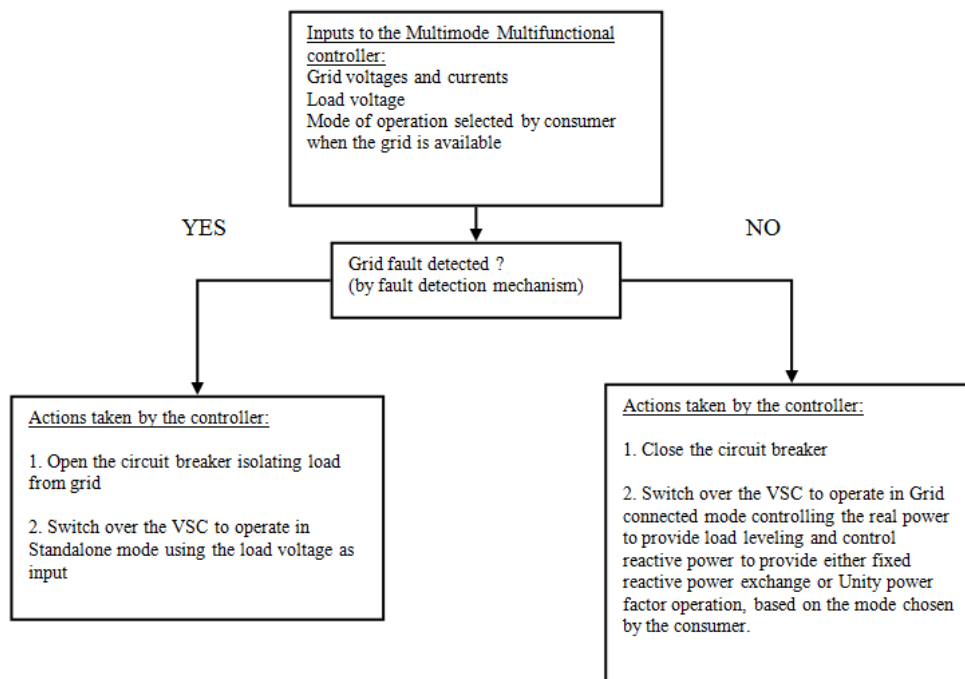 Inputs to the Multimode Multifunctional
controller:
Grid voltages and currents
Load voltage
Mode of operation selected by consumer
when the grid is available
YES
NO
Grid fault detected ?
(by fault detection mechanism)
Actions taken by the controller:
1. Open the circuit breaker isolating load
from grid
2. Switch over the VSC to operate in
Standalone mode using the load voltage as
input
Actions taken by the controller:
1. Close the circuit breaker
2. Switch over the VSC to operate in Grid
connected mode controlling the real power
to provide load leveling and control
reactive power to provide either fixed
reactive power exchange or Unity power
factor operation, based on the mode chosen
by the consumer.